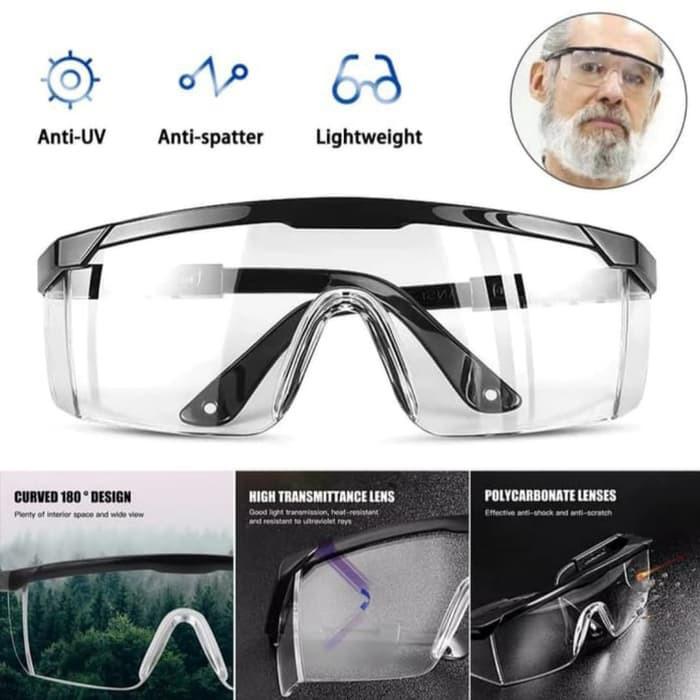 Anti-UV
Anti-spatter
Lightweight
CURVED 180 ° DESIGN
Plenty of interior space and wide view
HIGH TRANSMITTANCE LENS
Good light transmission, heat-resistant
and resistant to ultraviolet rays
POLYCARBONATE LENSES
Effective anti-shock and anti-scratch